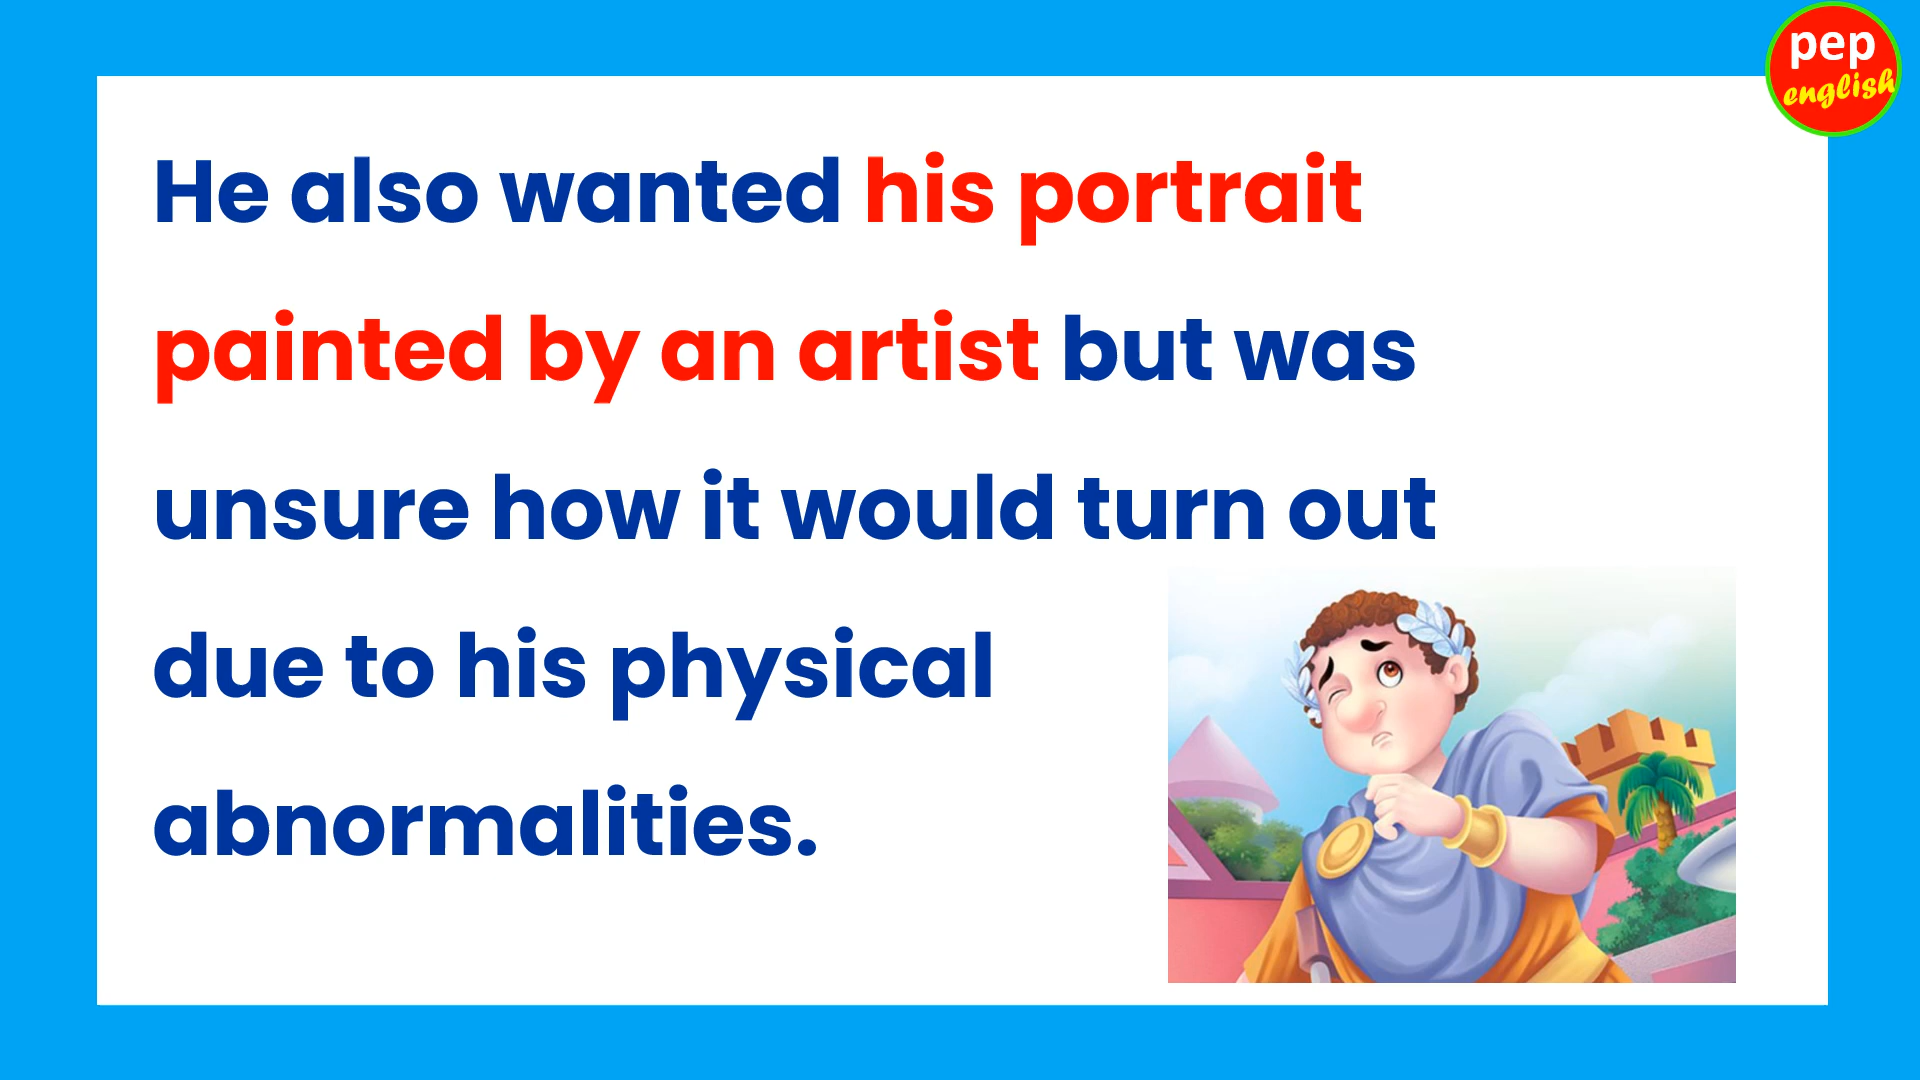 pep
english
He also wanted his portrait
painted by an artist but was
unsure how it would turn out
due to his physical
abnormalities.